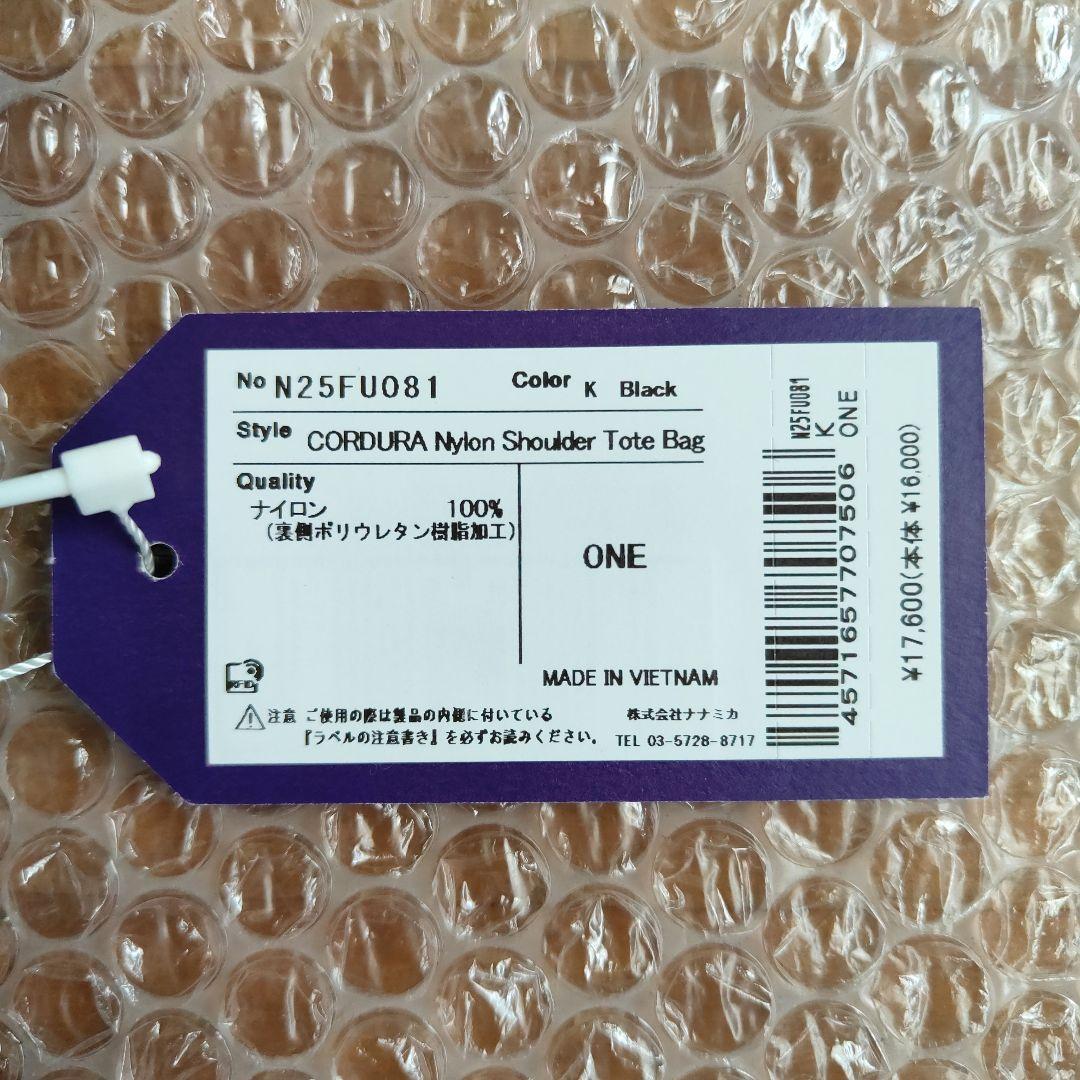 No N25FU081 Color K Black
Style CORDURA Nylon Shoulder Tote Bag
Quality
ナイロン 100%
(裏側ポリウレタン樹脂加工)
ONE
MADE IN VIETNAM
RFID
注意 ご使用の際は製品の内側に付いている
『ラベルの注意書き』を必ずお読みください。
株式会社ナナミカ
TEL 03-5728-8717
N25FU081
K ONE
4571657707506
¥17,600(本体 ¥16,000)